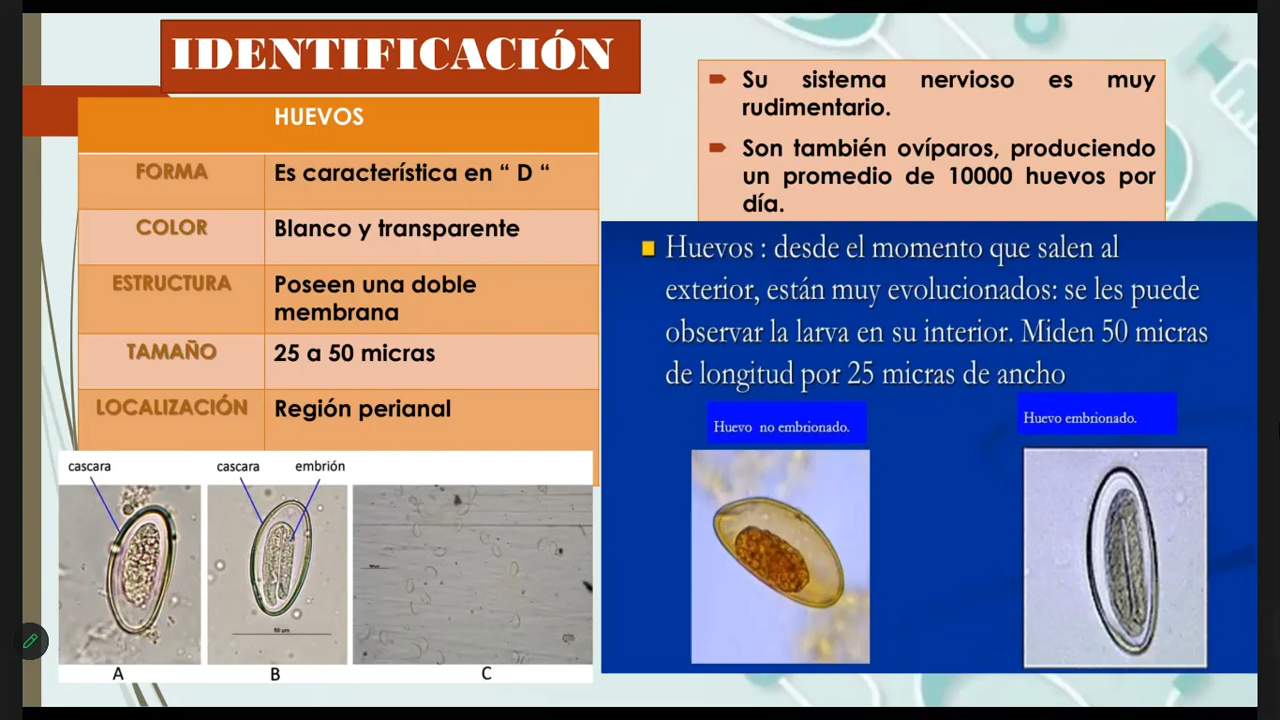 IDENTIFICACIÓN
HUEVOS
FORMA
Es característica en “ D “
COLOR
Blanco y transparente
ESTRUCTURA
Poseen una doble
membrana
TAMAÑO
25 a 50 micras
LOCALIZACIÓN
Región perianal
cascara
cascara
embrión
50 µm
A
B
C
Su sistema nervioso es muy
rudimentario.
Son también ovíparos, produciendo
un promedio de 10000 huevos por
día.
Huevos : desde el momento que salen al
exterior, están muy evolucionados: se les puede
observar la larva en su interior. Miden 50 micras
de longitud por 25 micras de ancho
Huevo no embrionado.
Huevo embrionado.